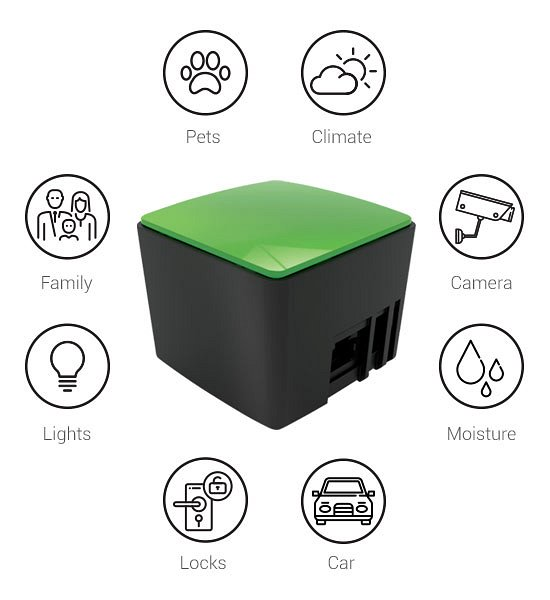 Pets
Climate
Family
Camera
Lights
Moisture
Locks
Car